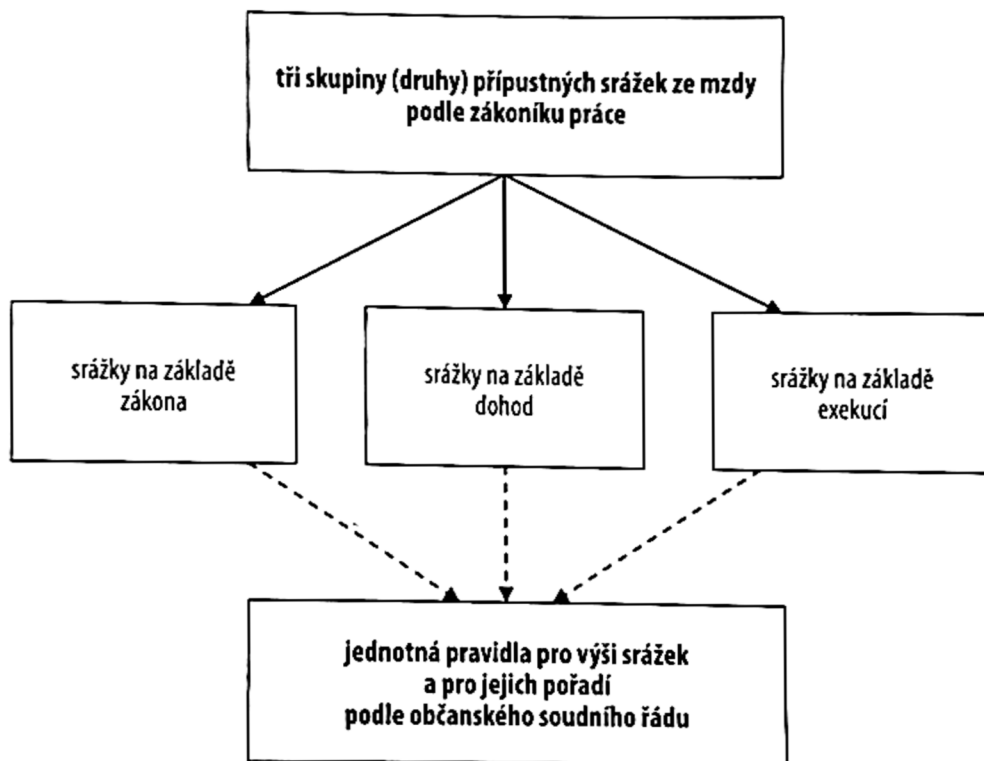 tři skupiny (druhy) přípustných srážek ze mzdy
podle zákoníku práce
srážky na základě
zákona
srážky na základě
dohod
srážky na základě
exekucí
jednotná pravidla pro výši srážek
a pro jejich pořadí
podle občanského soudního řádu